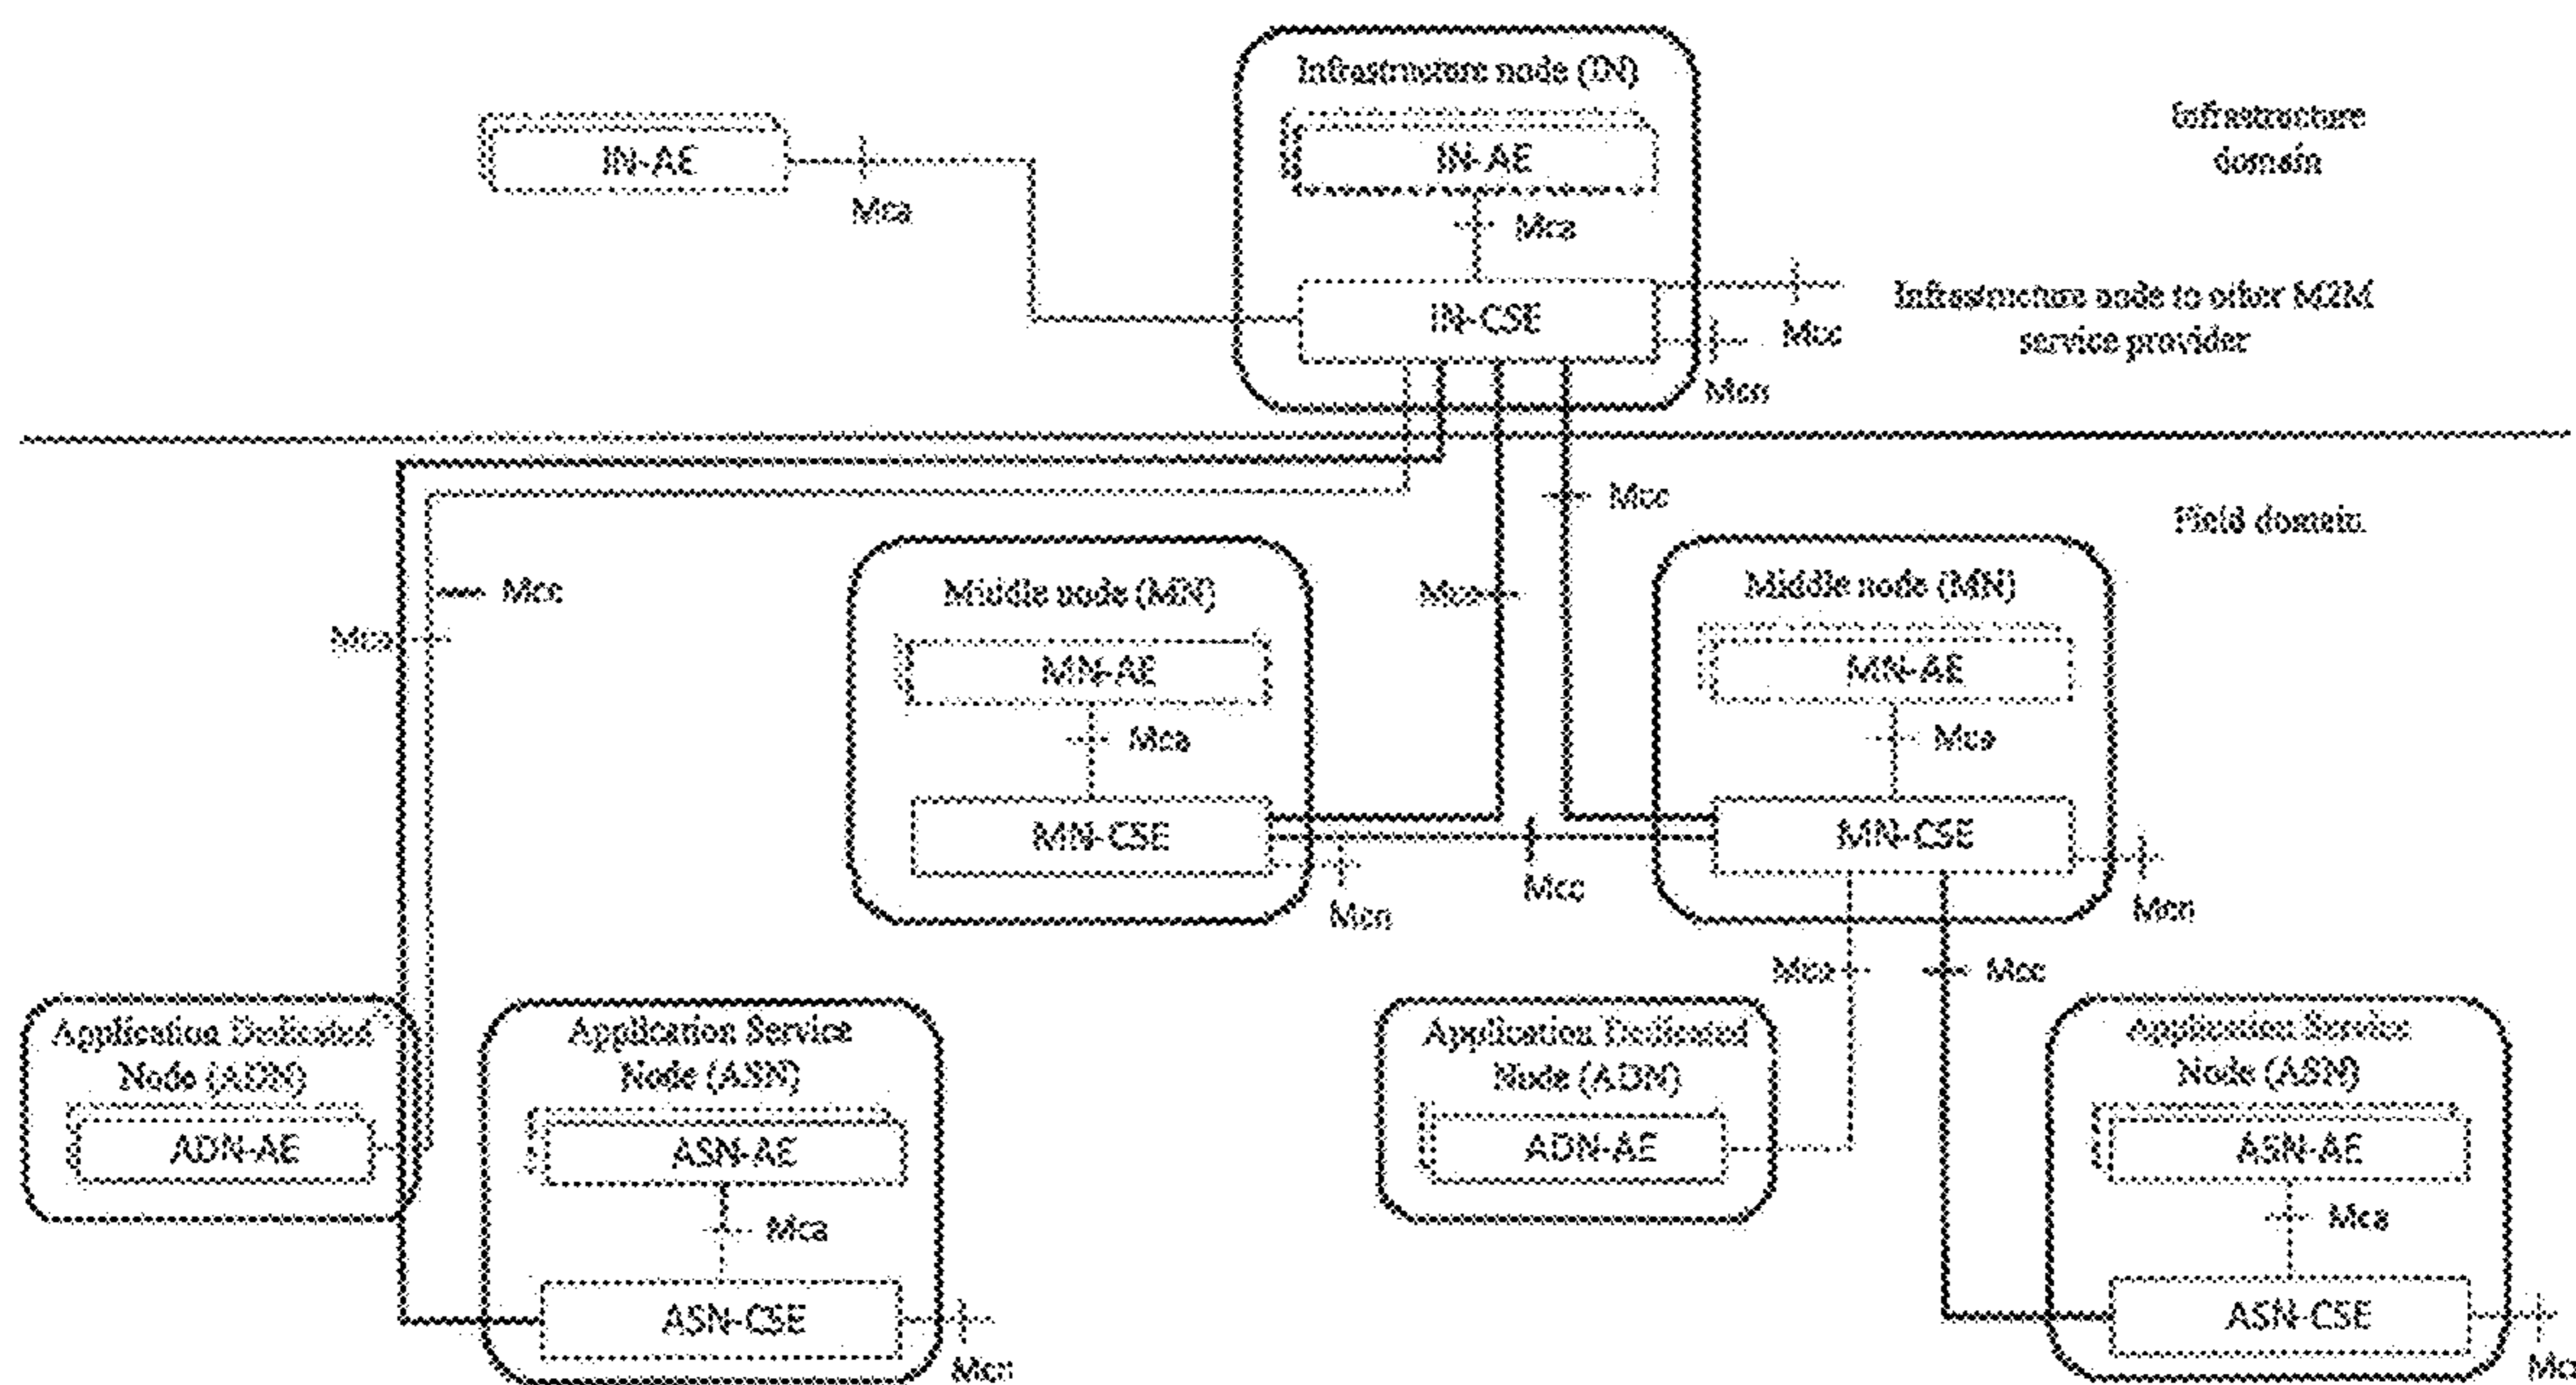 Infrastructure node (IN)
IN-AE
Mca
IN-AE
Mca
IN-CSE
Mcc
Mcn
Infrastructure
domain
Infrastructure node to other M2M
service provider
Field domain
Mcc
Mca
Mcc
Mcc
Middle node (MN)
MN-AE
Mca
MN-CSE
Mcn
Mcc
Middle node (MN)
MN-AE
Mca
MN-CSE
Mcn
Mca
Mcc
Application Dedicated
Node (ADN)
ADN-AE
Application Service
Node (ASN)
ASN-AE
Mca
ASN-CSE
Mcn
Application Dedicated
Node (ADN)
ADN-AE
Application Service
Node (ASN)
ASN-AE
Mca
ASN-CSE